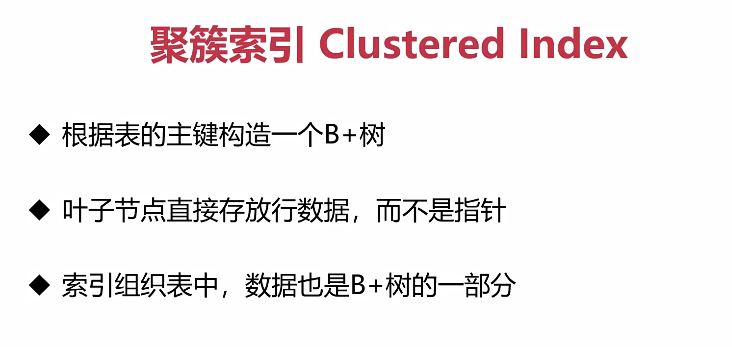 聚簇索引 Clustered Index
◆ 根据表的主键构造一个B+树
◆ 叶子节点直接存放行数据，而不是指针
◆ 索引组织表中，数据也是B+树的一部分